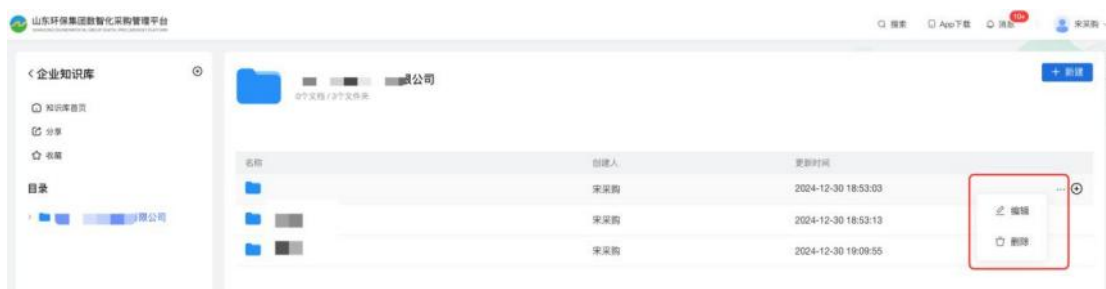 山东环保集团数智化采购管理平台
搜索 App下载 消息 10+ 宋采购
企业知识库
限公司
0个文档 / 3个文件夹
+ 新建
知识库首页
分享
收藏
名称 创建人 更新时间
目录
宋采购 2024-12-30 18:53:03
限公司
宋采购 2024-12-30 18:53:13
编辑
宋采购 2024-12-30 19:09:55
删除